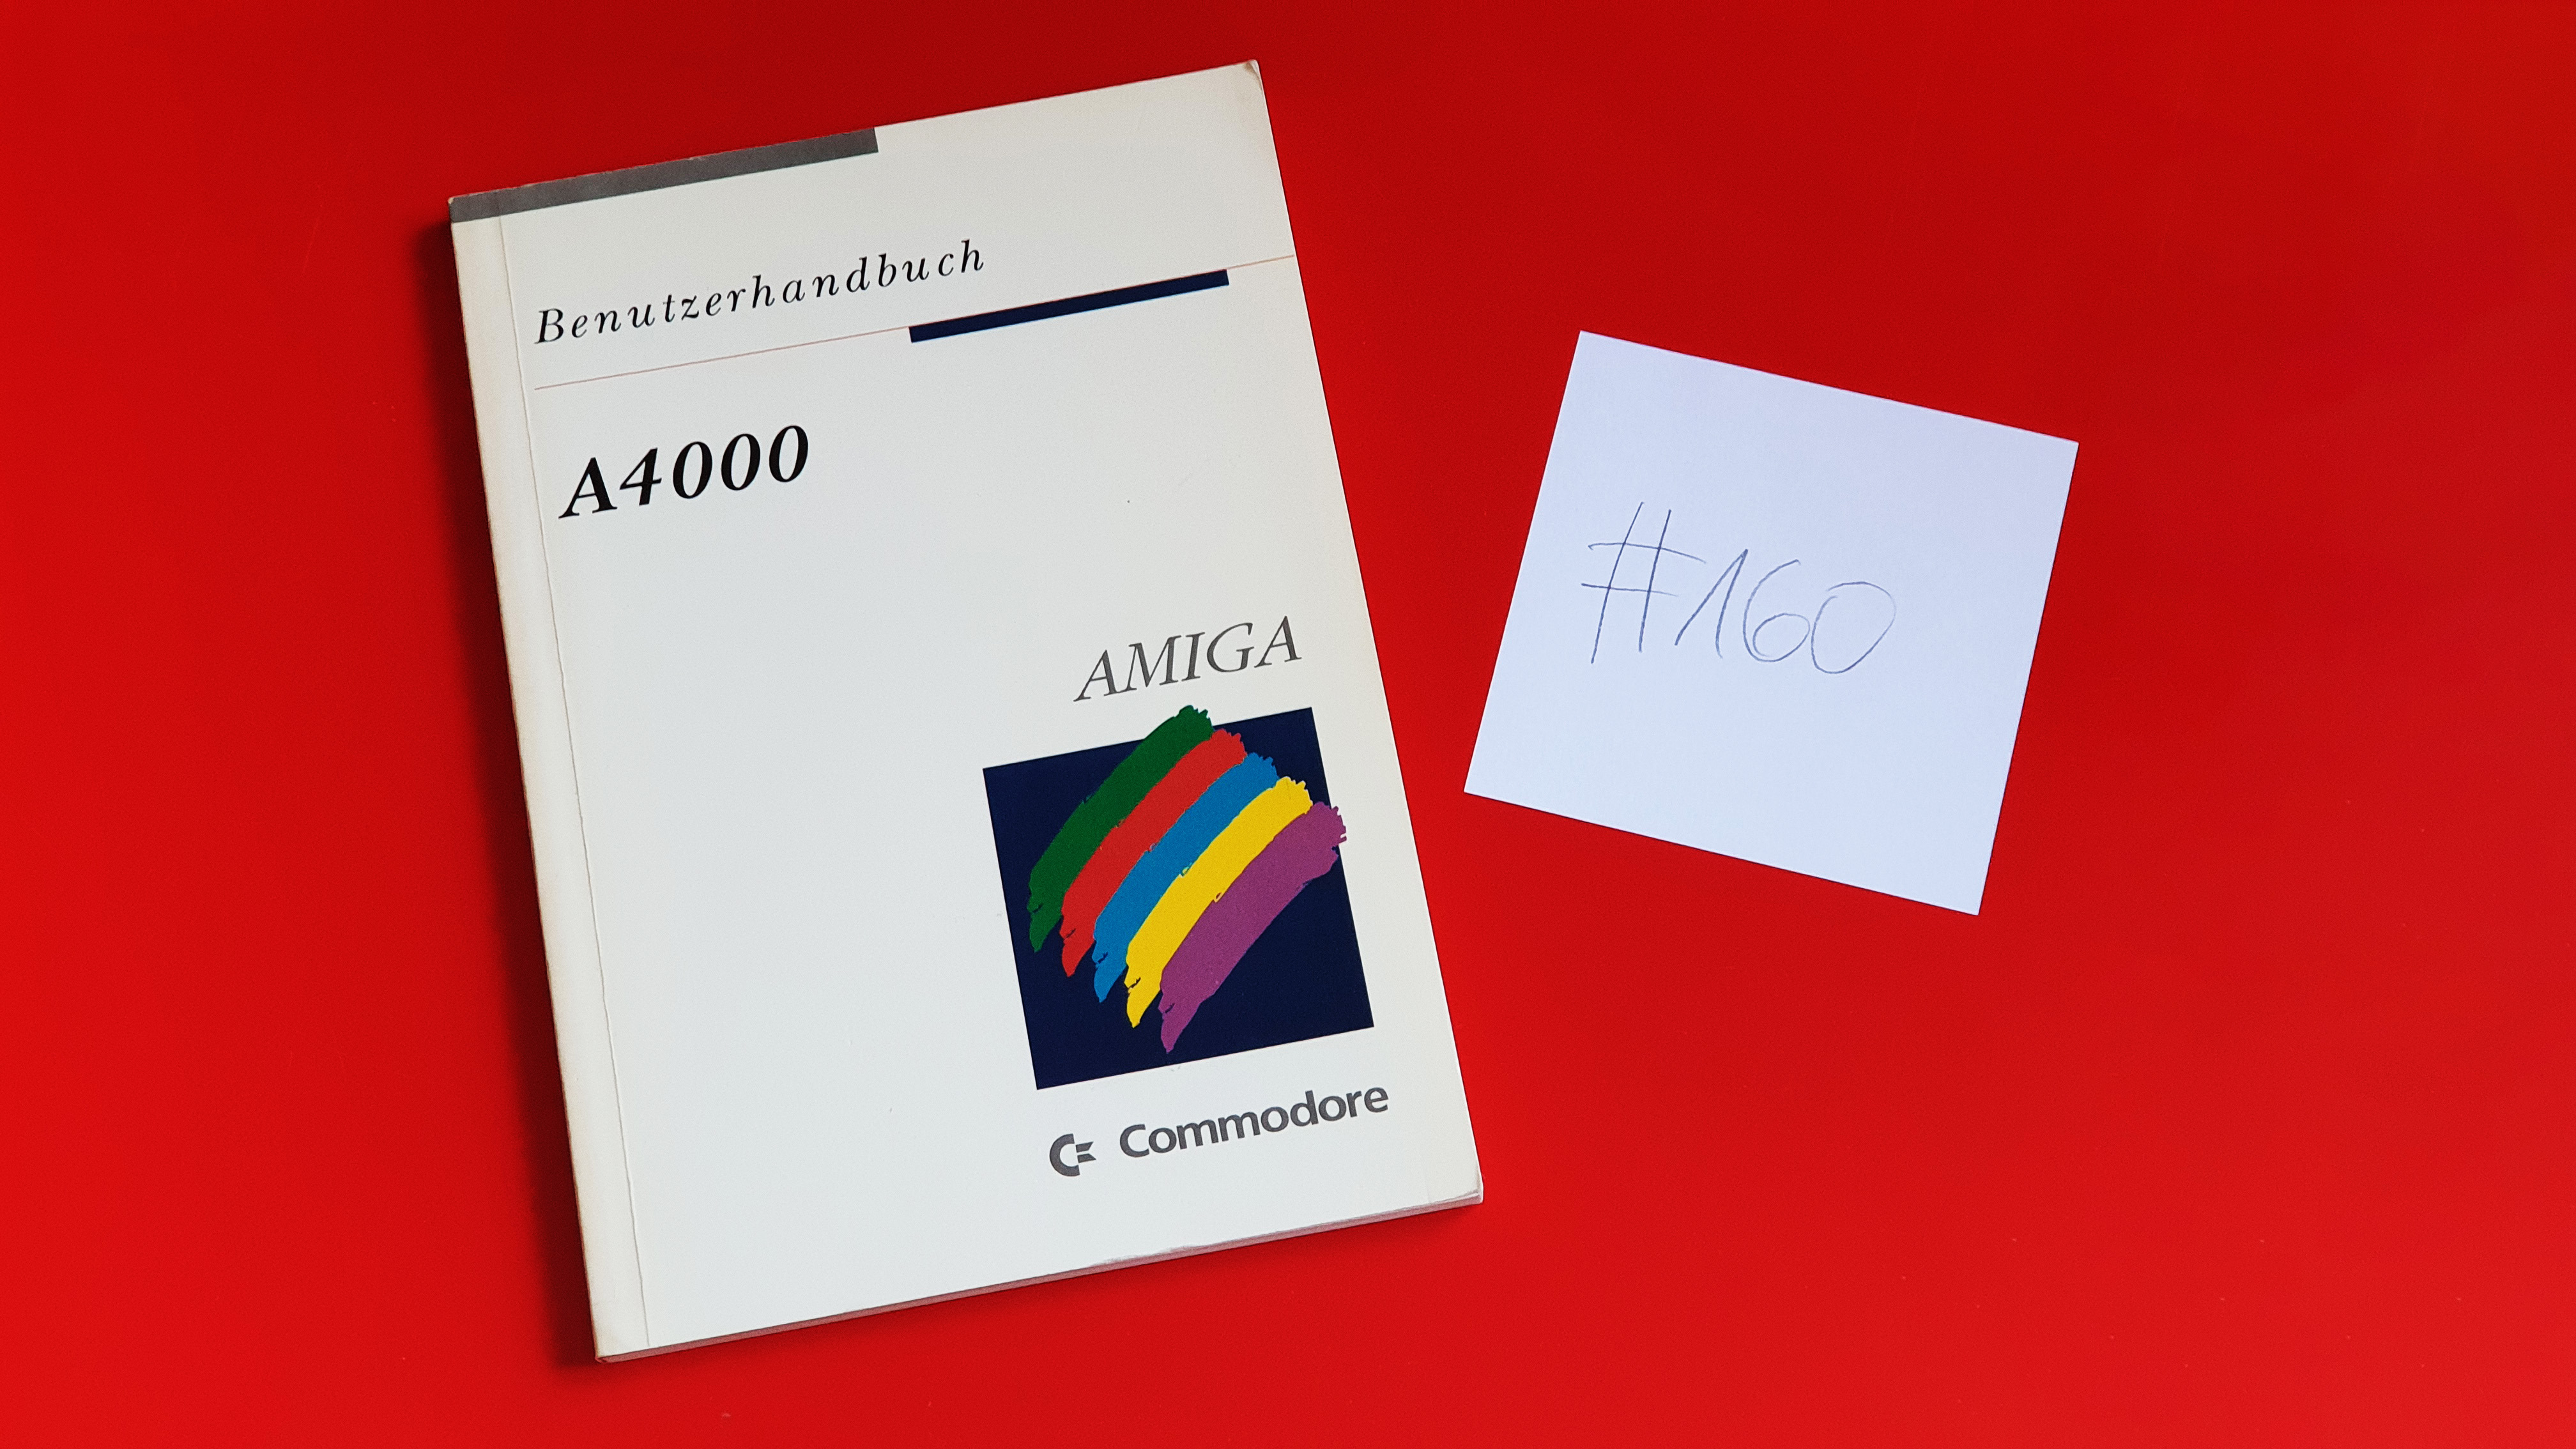 Benutzerhandbuch
A4000
AMIGA
Commodore
#160